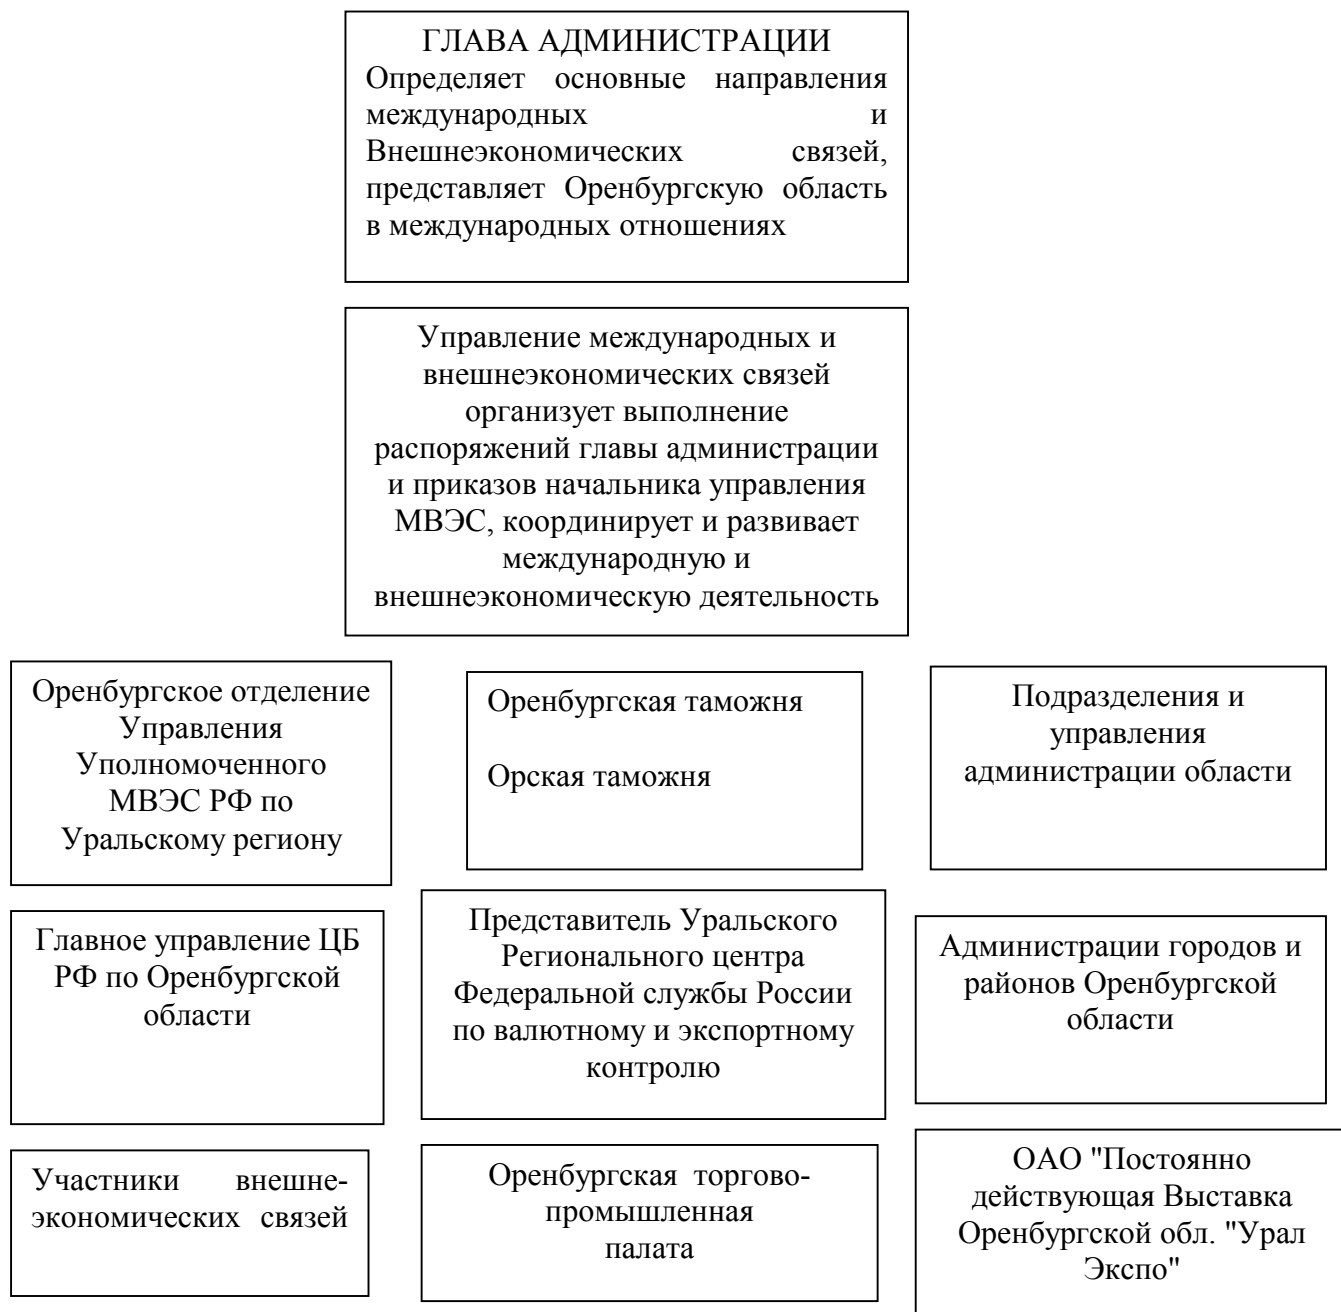 ГЛАВА АДМИНИСТРАЦИИ
Определяет основные направления
международных и
Внешнеэкономических связей,
представляет Оренбургскую область
в международных отношениях
Управление международных и
внешнеэкономических связей
организует выполнение
распоряжений главы администрации
и приказов начальника управления
МВЭС, координирует и развивает
международную и
внешнеэкономическую деятельность
Оренбургское отделение
Управления
Уполномоченного
МВЭС РФ по
Уральскому региону
Оренбургская таможня
Орская таможня
Подразделения и
управления
администрации области
Главное управление ЦБ
РФ по Оренбургской
области
Представитель Уральского
Регионального центра
Федеральной службы России
по валютному и экспортному
контролю
Администрации городов и
районов Оренбургской
области
Участники внешне-
экономических связей
Оренбургская торгово-
промышленная
палата
ОАО "Постоянно
действующая Выставка
Оренбургской обл. "Урал
Экспо"